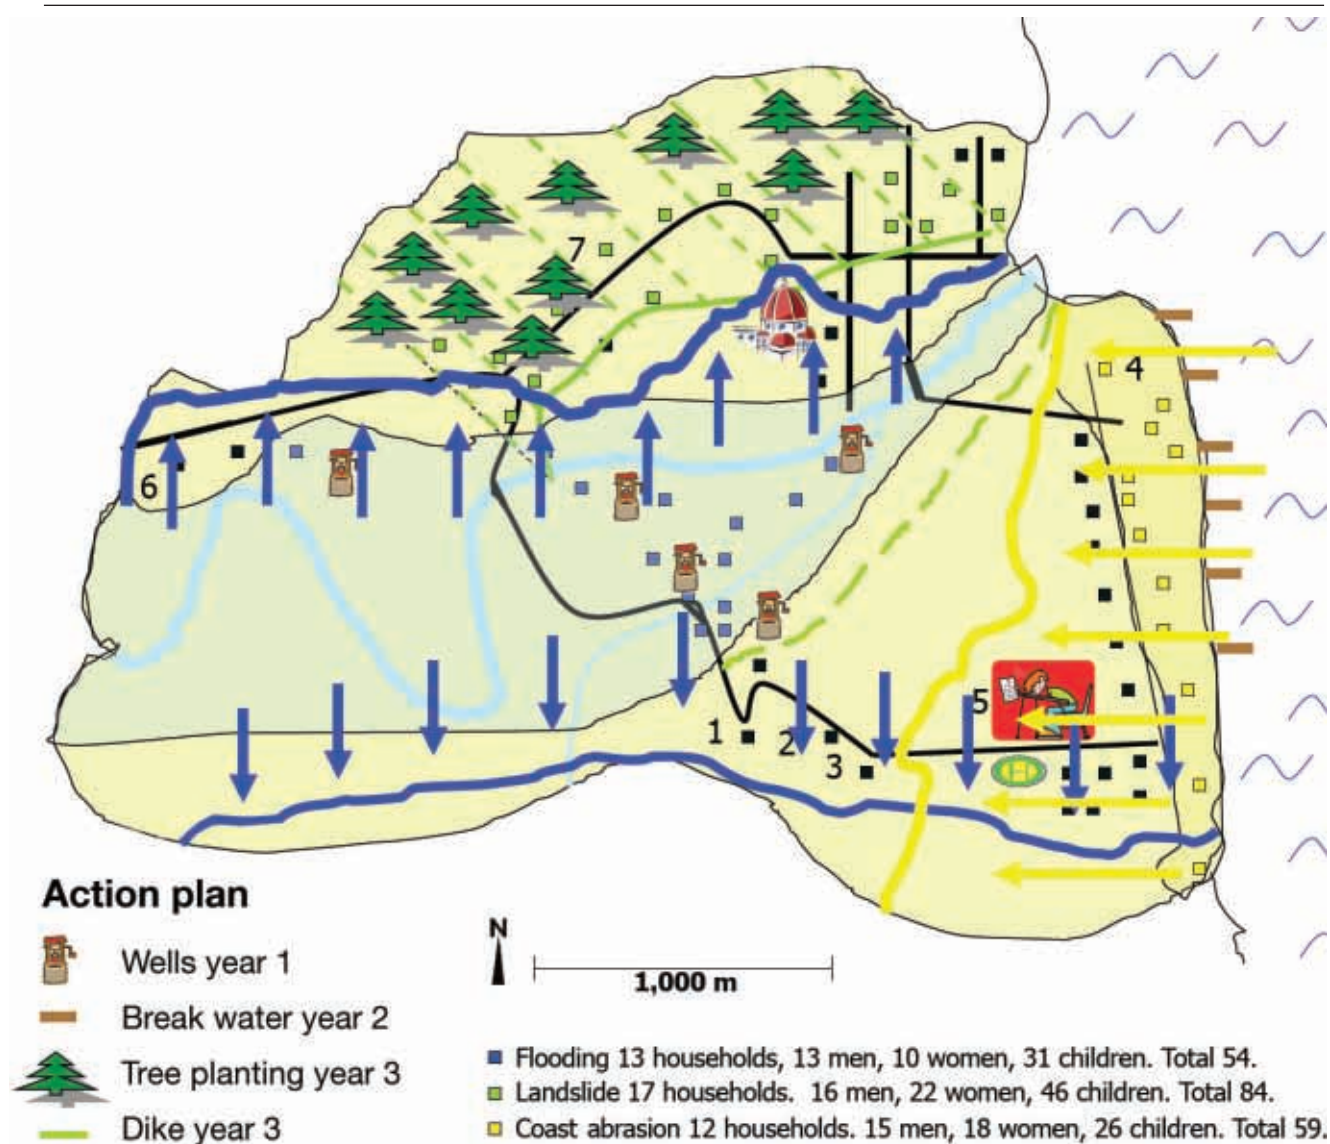 7
4
6
5
1
2
3
Action plan
Wells year 1
Break water year 2
Tree planting year 3
Dike year 3
N
1,000 m
Flooding 13 households, 13 men, 10 women, 31 children. Total 54.
Landslide 17 households. 16 men, 22 women, 46 children. Total 84.
Coast abrasion 12 households. 15 men, 18 women, 26 children. Total 59.